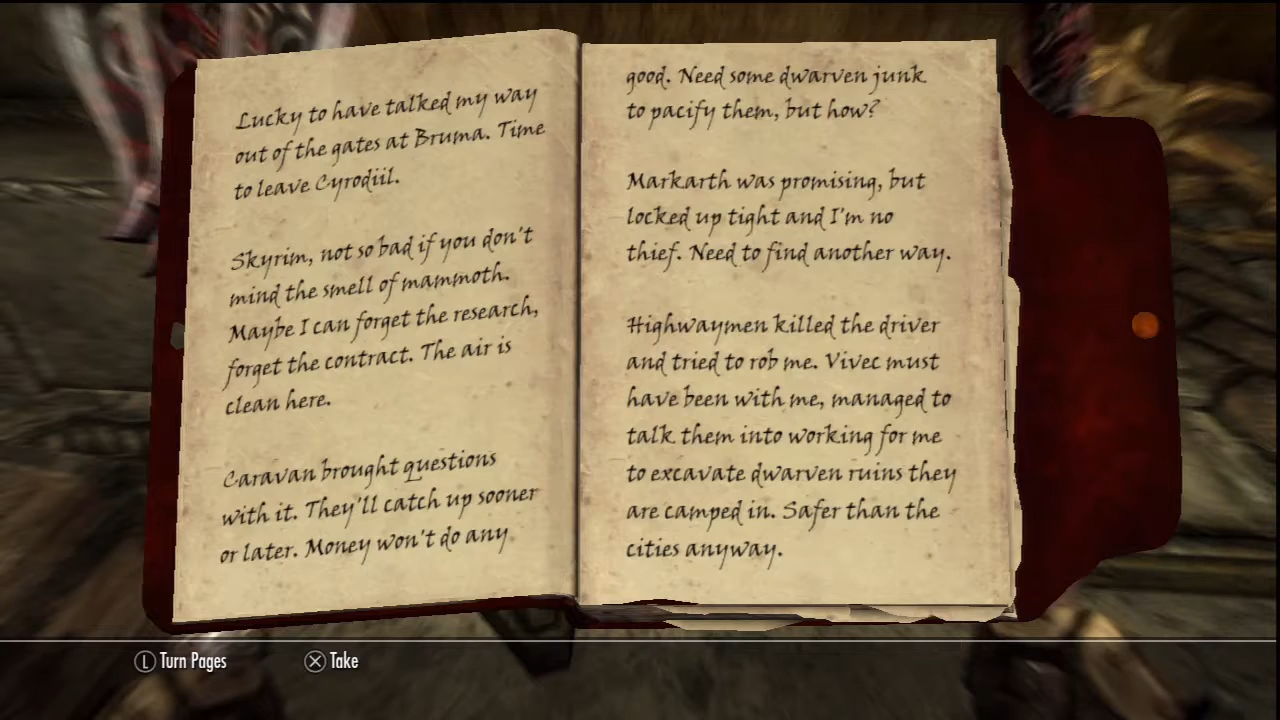 Lucky to have talked my way
out of the gates at Bruma. Time
to leave Cyrodiil.
Skyrim, not so bad if you don't
mind the smell of mammoth.
Maybe I can forget the research,
forget the contract. The air is
clean here.
Caravan brought questions
with it. They'll catch up sooner
or later. Money won't do any
good. Need some dwarven junk
to pacify them, but how?
Markarth was promising, but
locked up tight and I'm no
thief. Need to find another way.
Highwaymen killed the driver
and tried to rob me. Vivec must
have been with me, managed to
talk them into working for me
to excavate dwarven ruins they
are camped in. Safer than the
cities anyway.
L Turn Pages
X Take